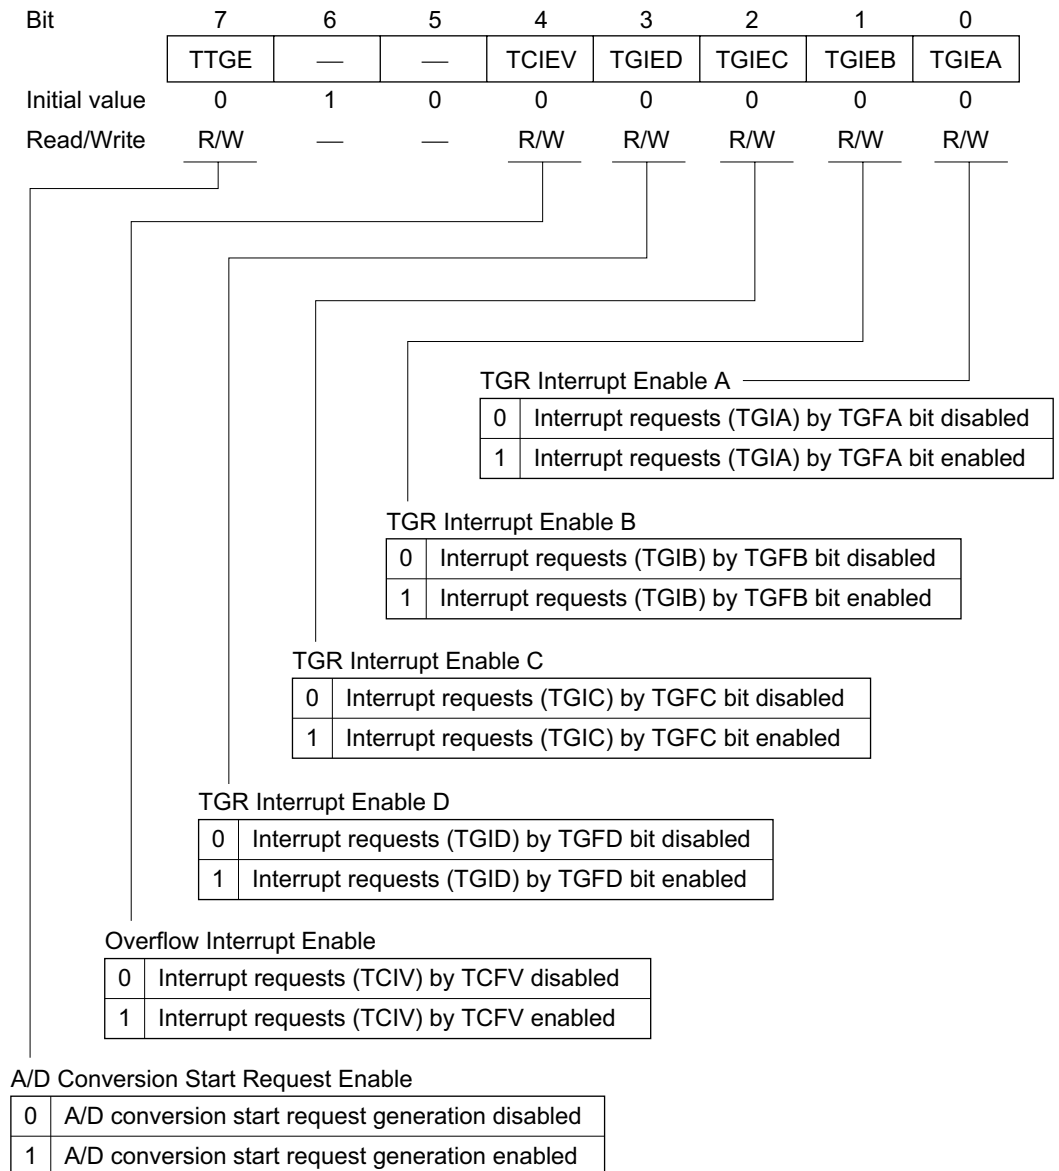 Bit 7 6 5 4 3 2 1 0
TTGE — — TCIEV TGIED TGIEC TGIEB TGIEA
Initial value 0 1 0 0 0 0 0 0
Read/Write R/W — — R/W R/W R/W R/W R/W
TGR Interrupt Enable A
0 Interrupt requests (TGIA) by TGFA bit disabled
1 Interrupt requests (TGIA) by TGFA bit enabled
TGR Interrupt Enable B
0 Interrupt requests (TGIB) by TGFB bit disabled
1 Interrupt requests (TGIB) by TGFB bit enabled
TGR Interrupt Enable C
0 Interrupt requests (TGIC) by TGFC bit disabled
1 Interrupt requests (TGIC) by TGFC bit enabled
TGR Interrupt Enable D
0 Interrupt requests (TGID) by TGFD bit disabled
1 Interrupt requests (TGID) by TGFD bit enabled
Overflow Interrupt Enable
0 Interrupt requests (TCIV) by TCFV disabled
1 Interrupt requests (TCIV) by TCFV enabled
A/D Conversion Start Request Enable
0 A/D conversion start request generation disabled
1 A/D conversion start request generation enabled